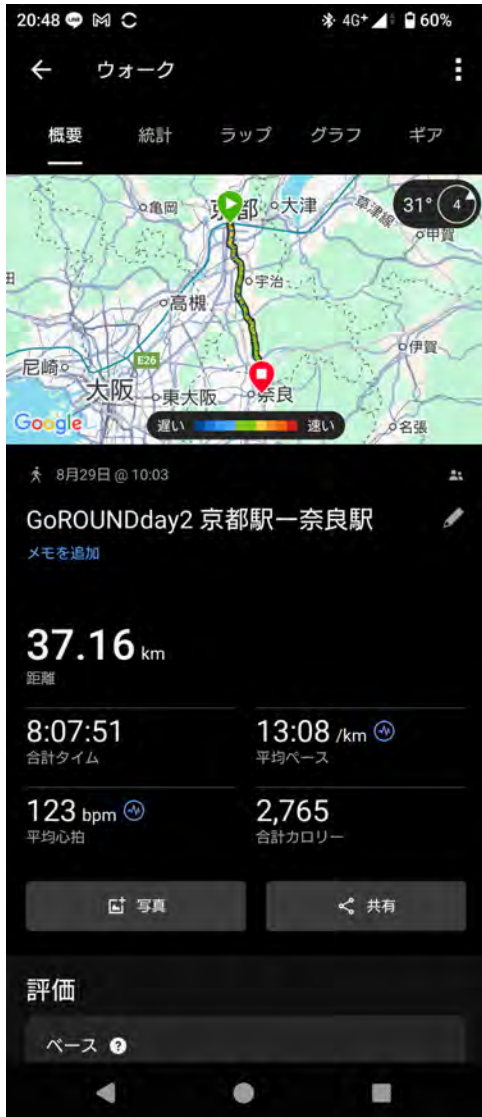 20:48 60%
4G+
ウォーク
概要 統計 ラップ グラフ ギア
亀岡 京都 大津 草津線
31° 4
甲賀
宇治
高槻
E26
伊賀
尼崎
大阪 東大阪 奈良
Google
遅い 速い
名張
8月29日 @ 10:03
GoROUNDday2 京都駅ー奈良駅
メモを追加
37.16 km
距離
8:07:51 13:08 /km
合計タイム 平均ペース
123 bpm 2,765
平均心拍 合計カロリー
写真 共有
評価
ペース ?